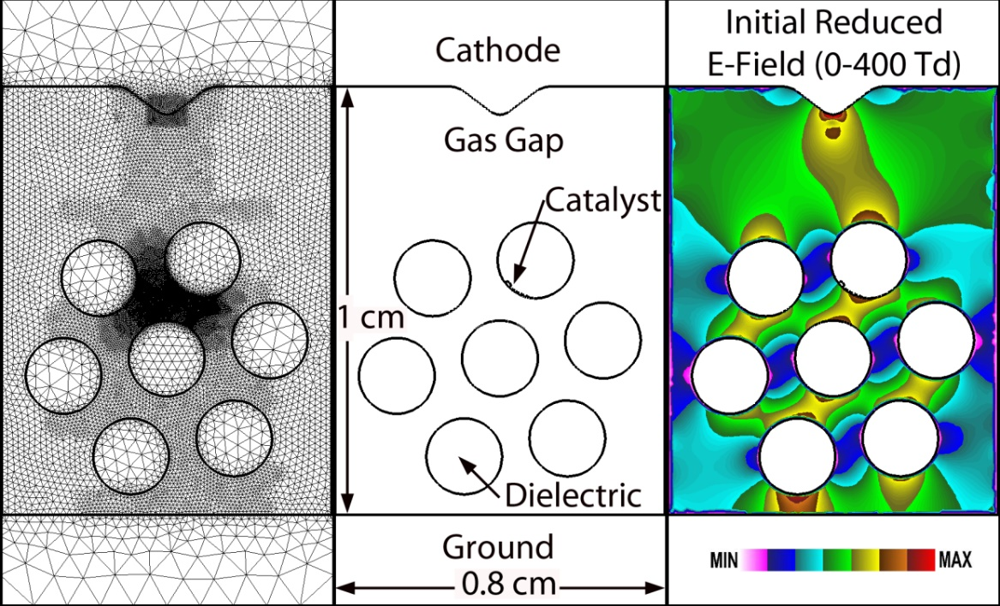 Cathode
Gas Gap
Catalyst
1 cm
Dielectric
Ground
0.8 cm
Initial Reduced
E-Field (0-400 Td)
MIN
MAX